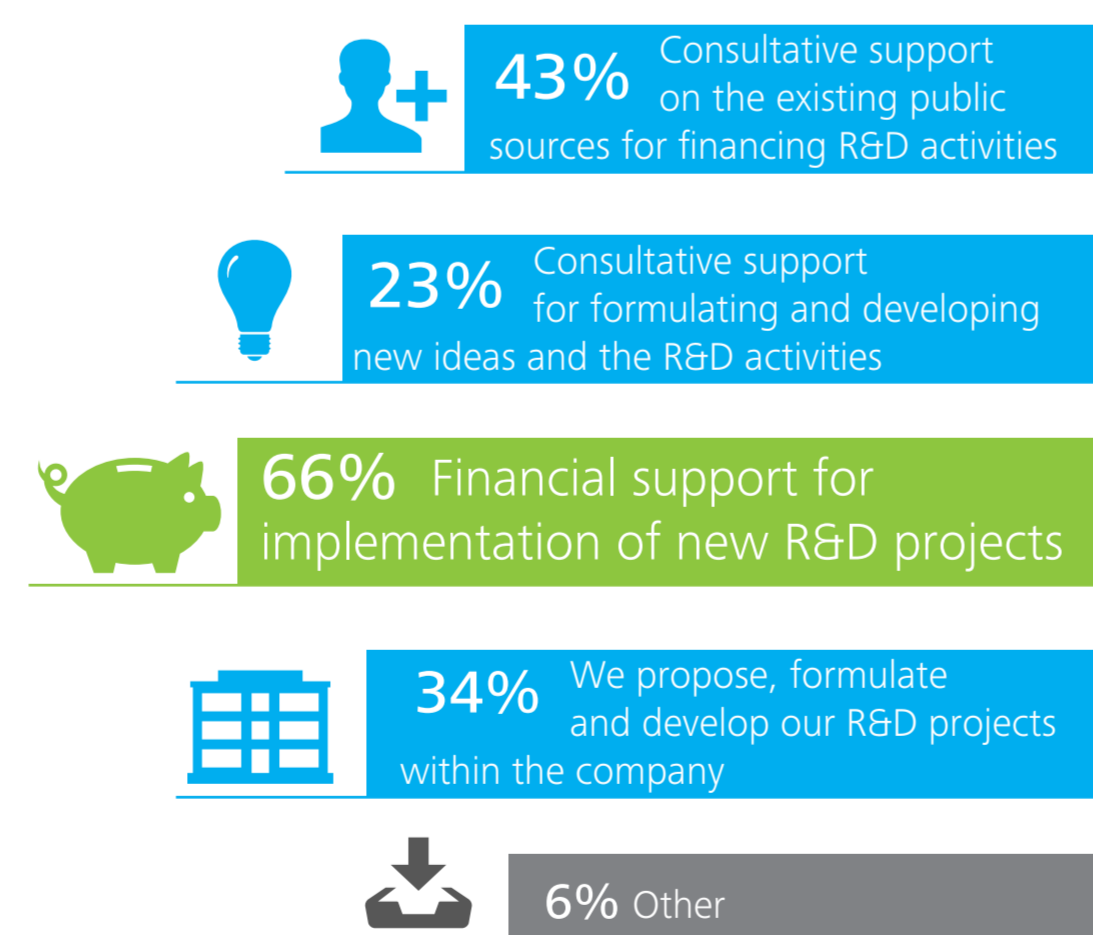 43% Consultative support
on the existing public
sources for financing R&D activities
23% Consultative support
for formulating and developing
new ideas and the R&D activities
66% Financial support for
implementation of new R&D projects
34% We propose, formulate
and develop our R&D projects
within the company
6% Other